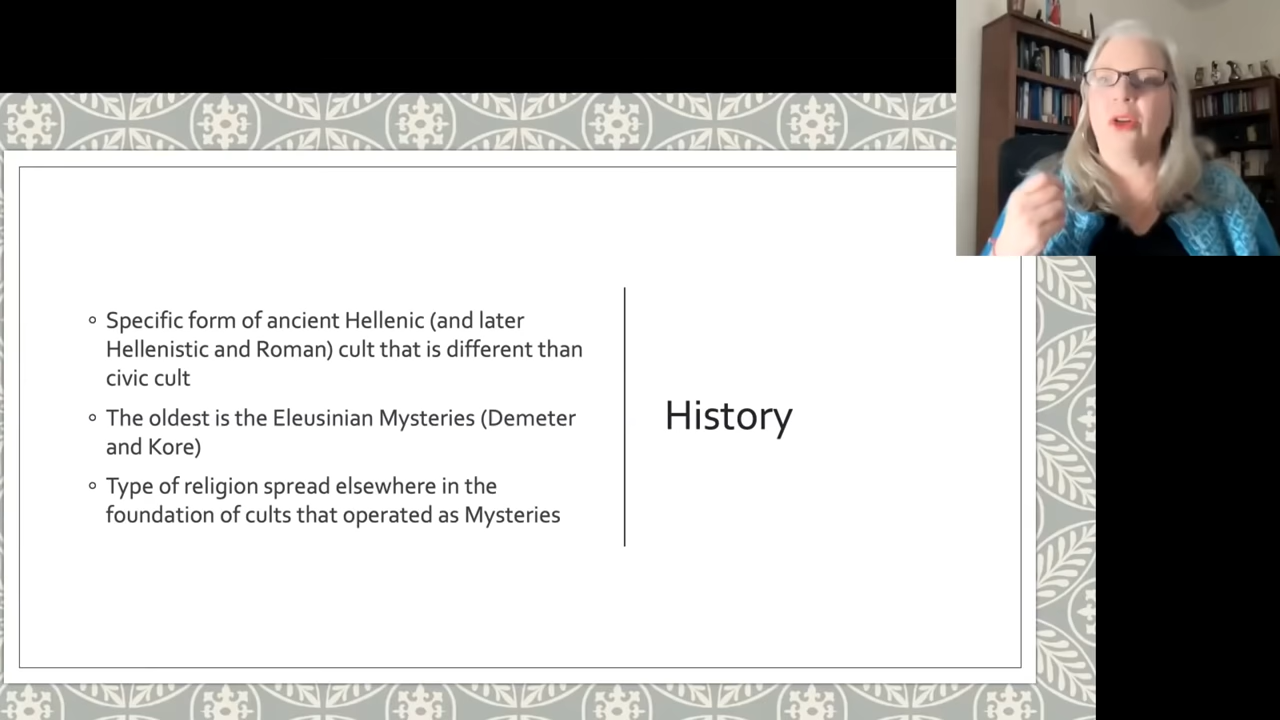 Specific form of ancient Hellenic (and later
Hellenistic and Roman) cult that is different than
civic cult
The oldest is the Eleusinian Mysteries (Demeter
and Kore)
Type of religion spread elsewhere in the
foundation of cults that operated as Mysteries
History